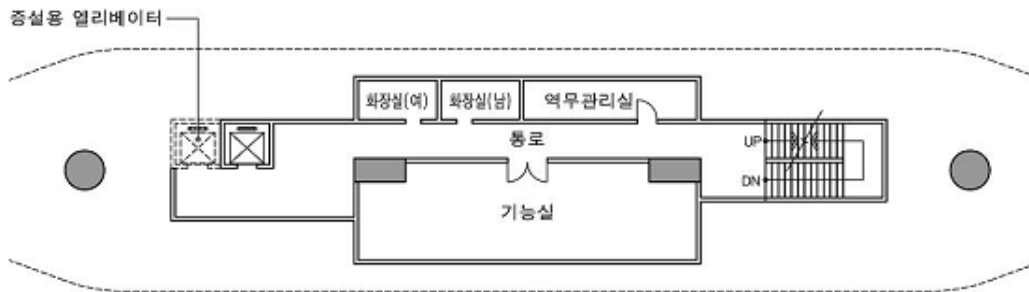 증설용 엘리베이터
화장실(여)
화장실(남)
역무관리실
통로
UP
DN
기능실